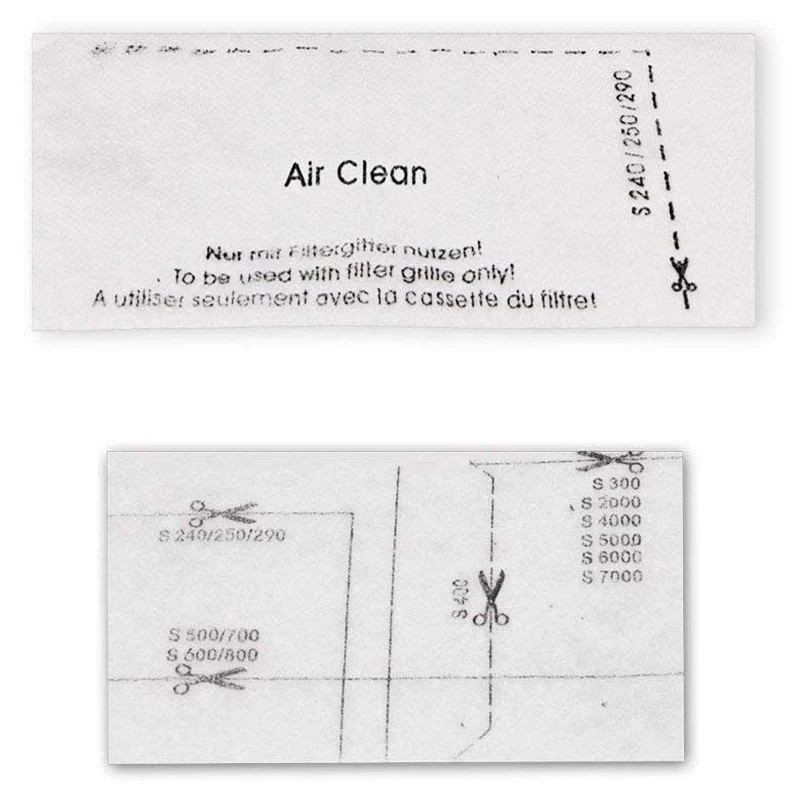 S 240/250/290
Air Clean
Nur mit Filtergitter nutzen!
To be used with filter grille only!
A utiliser seulement avec la cassette du filtre!
S 240/250/290
S 500/700
S 600/800
S 400
S 300
S 2000
S 4000
S 5000
S 6000
S 7000